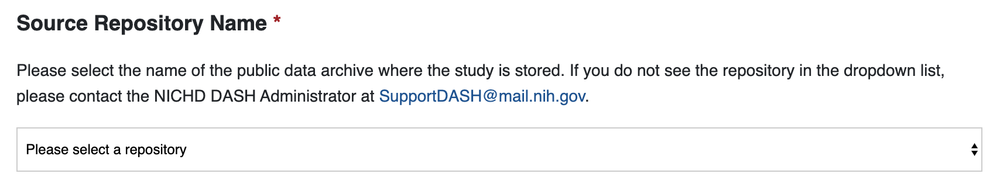 Source Repository Name *
Please select the name of the public data archive where the study is stored. If you do not see the repository in the dropdown list,
please contact the NICHD DASH Administrator at SupportDASH@mail.nih.gov.
Please select a repository